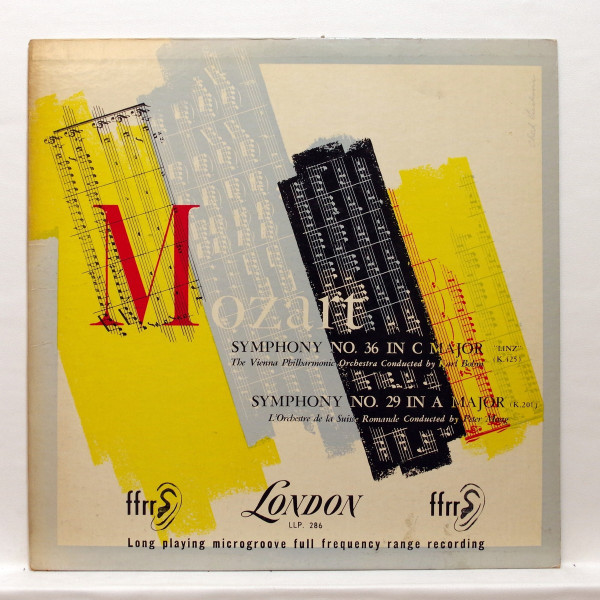 Mozart
SYMPHONY NO. 36 IN C MAJOR "LINZ"
(K.425)
The Vienna Philharmonic Orchestra Conducted by Karl Bohm
SYMPHONY NO. 29 IN A MAJOR (K.201)
L'Orchestre de la Suisse Romande Conducted by Peter Maag
ffrr LONDON ffrr
LLP. 286
Long playing microgroove full frequency range recording